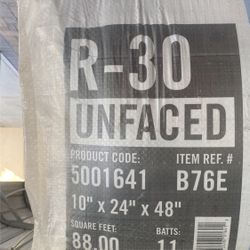 R-30
UNFACED
PRODUCT CODE: ITEM REF. #
5001641 B76E
10" x 24" x 48"
SQUARE FEET: BATTS:
88.00 11